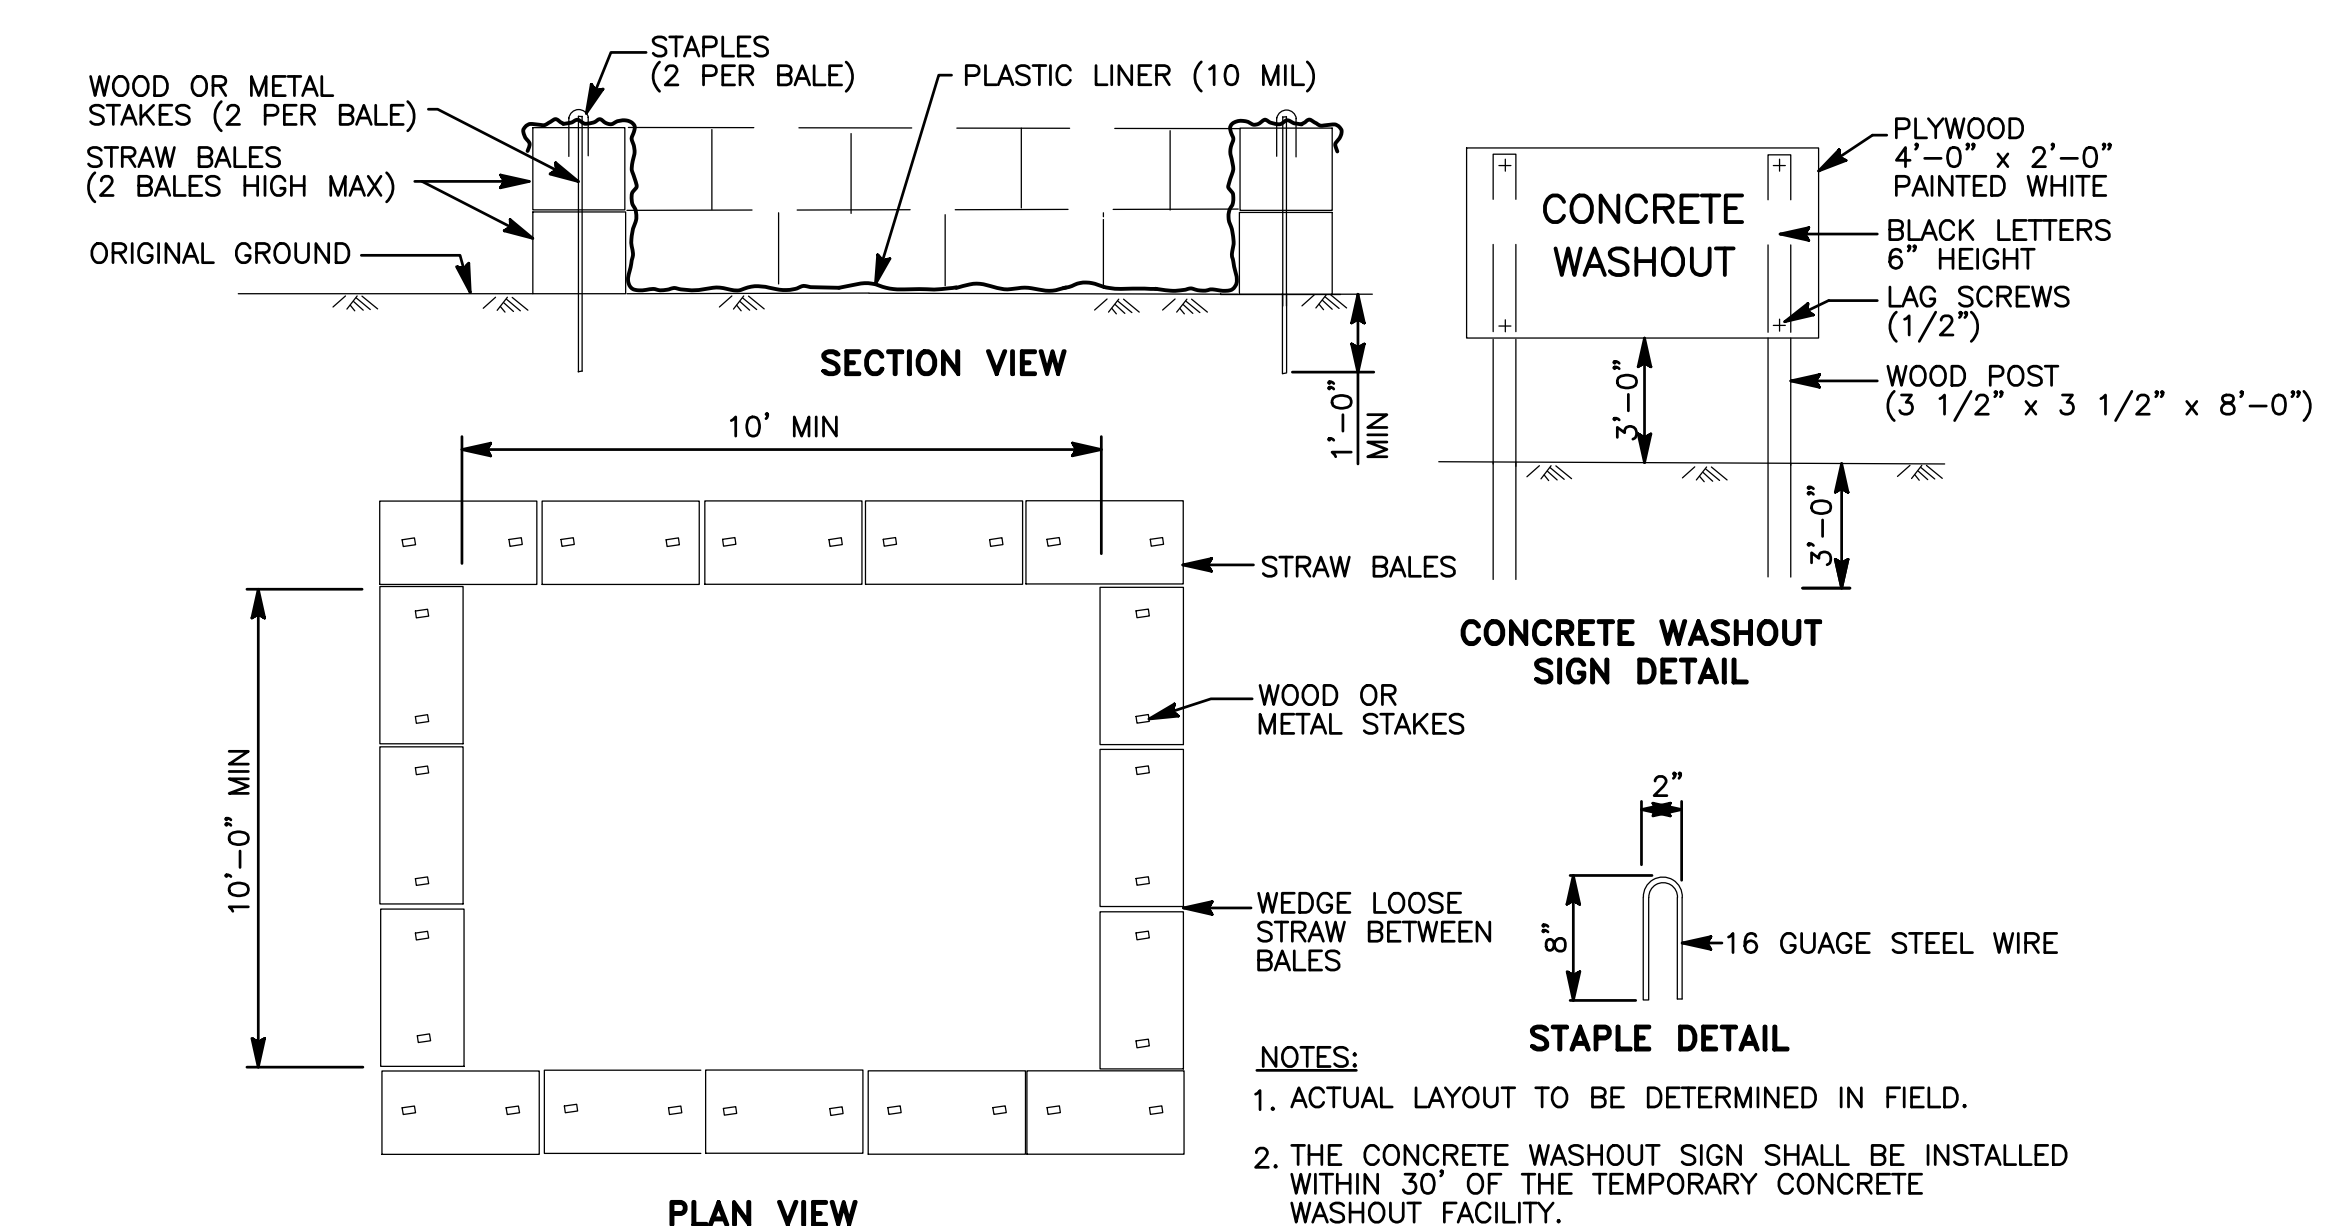 STAPLES
(2 PER BALE)
PLASTIC LINER (10 MIL)
WOOD OR METAL
STAKES (2 PER BALE)
STRAW BALES
(2 BALES HIGH MAX)
ORIGINAL GROUND
SECTION VIEW
1'-0"
MIN
CONCRETE
WASHOUT
PLYWOOD
4'-0" x 2'-0"
PAINTED WHITE
BLACK LETTERS
6" HEIGHT
LAG SCREWS
(1/2")
WOOD POST
(3 1/2" x 3 1/2" x 8'-0")
3'-0"
3'-0"
CONCRETE WASHOUT
SIGN DETAIL
10' MIN
10'-0" MIN
STRAW BALES
WOOD OR
METAL STAKES
WEDGE LOOSE
STRAW BETWEEN
BALES
PLAN VIEW
2"
8"
16 GUAGE STEEL WIRE
STAPLE DETAIL
NOTES:
1. ACTUAL LAYOUT TO BE DETERMINED IN FIELD.
2. THE CONCRETE WASHOUT SIGN SHALL BE INSTALLED
WITHIN 30' OF THE TEMPORARY CONCRETE
WASHOUT FACILITY.